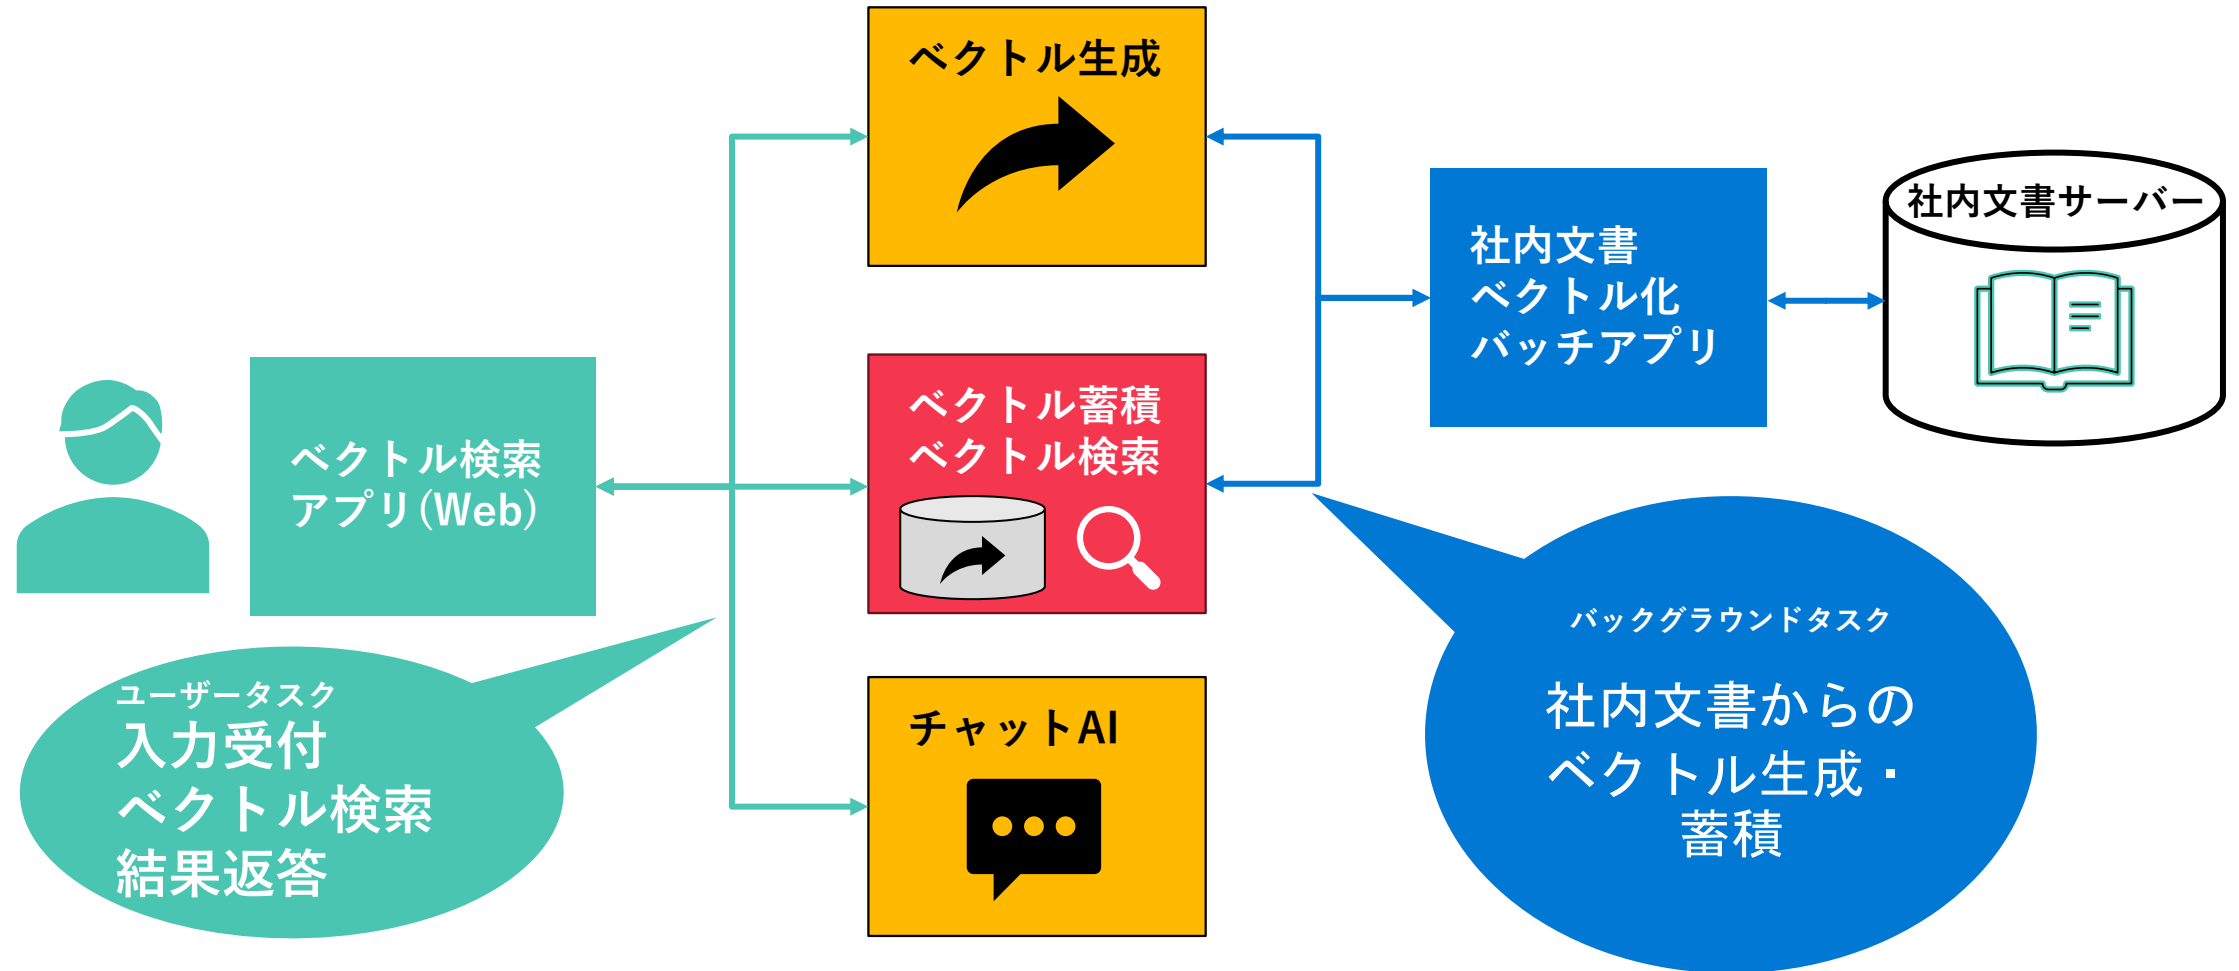 ベクトル生成
社内文書サーバー
社内文書
ベクトル化
バッチアプリ
ベクトル蓄積
ベクトル検索
ベクトル検索
アプリ(Web)
バックグラウンドタスク
社内文書からの
ベクトル生成・
蓄積
ユーザータスク
入力受付
ベクトル検索
結果返答
チャットAI